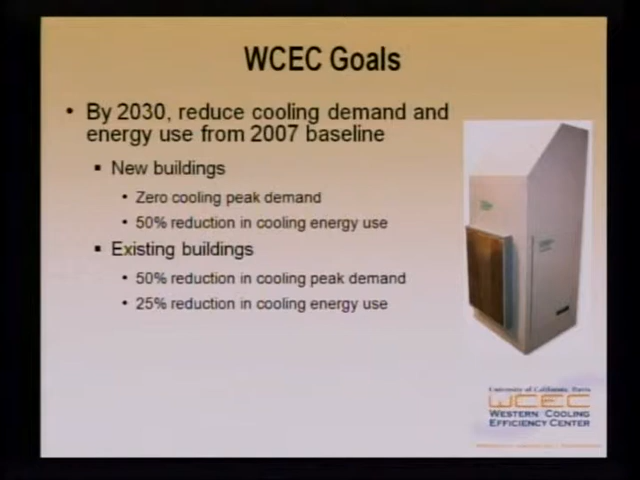 WCEC Goals
• By 2030, reduce cooling demand and
energy use from 2007 baseline
▪ New buildings
• Zero cooling peak demand
• 50% reduction in cooling energy use
▪ Existing buildings
• 50% reduction in cooling peak demand
• 25% reduction in cooling energy use
University of California, Davis
WCEC
WESTERN COOLING
EFFICIENCY CENTER